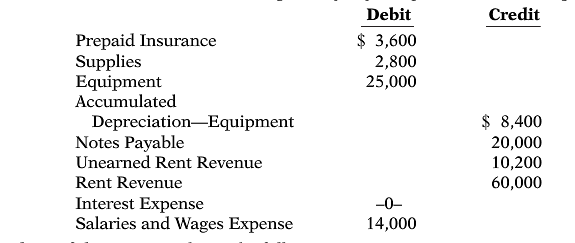 Debit Credit
Prepaid Insurance $ 3,600
Supplies 2,800
Equipment 25,000
Accumulated
Depreciation—Equipment $ 8,400
Notes Payable 20,000
Unearned Rent Revenue 10,200
Rent Revenue 60,000
Interest Expense –0–
Salaries and Wages Expense 14,000